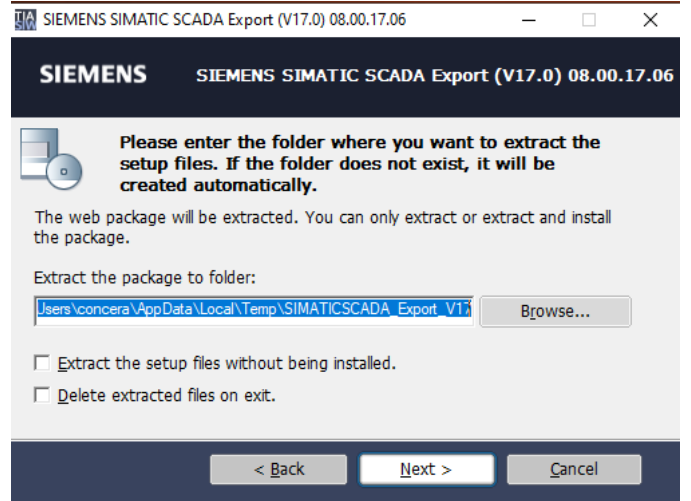 SIEMENS SIMATIC SCADA Export (V17.0) 08.00.17.06
SIEMENS SIEMENS SIMATIC SCADA Export (V17.0) 08.00.17.06
Please enter the folder where you want to extract the
setup files. If the folder does not exist, it will be
created automatically.
The web package will be extracted. You can only extract or extract and install
the package.
Extract the package to folder:
Users\concera\AppData\Local\Temp\SIMATICSCADA_Export_V17
Browse...
Extract the setup files without being installed.
Delete extracted files on exit.
< Back Next > Cancel